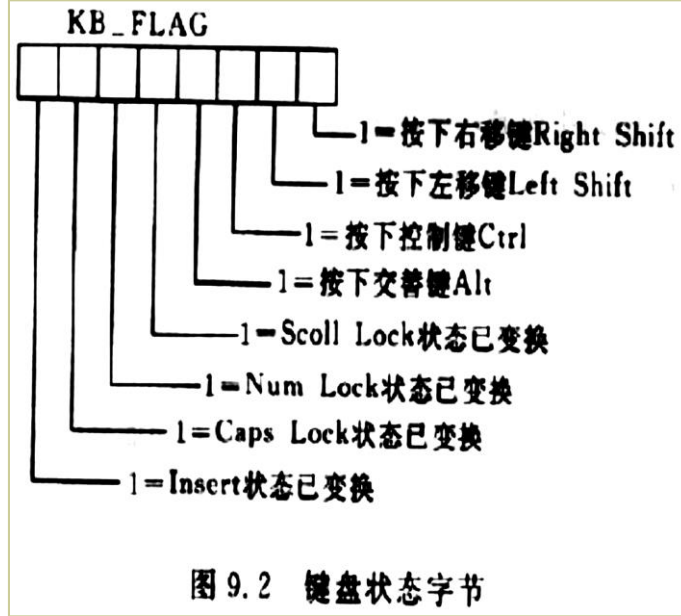 KB_FLAG
1=按下右移键Right Shift
1=按下左移键Left Shift
1=按下控制键Ctrl
1=按下交替键Alt
1=Scoll Lock状态已变换
1=Num Lock状态已变换
1=Caps Lock状态已变换
1=Insert状态已变换
图9.2 键盘状态字节